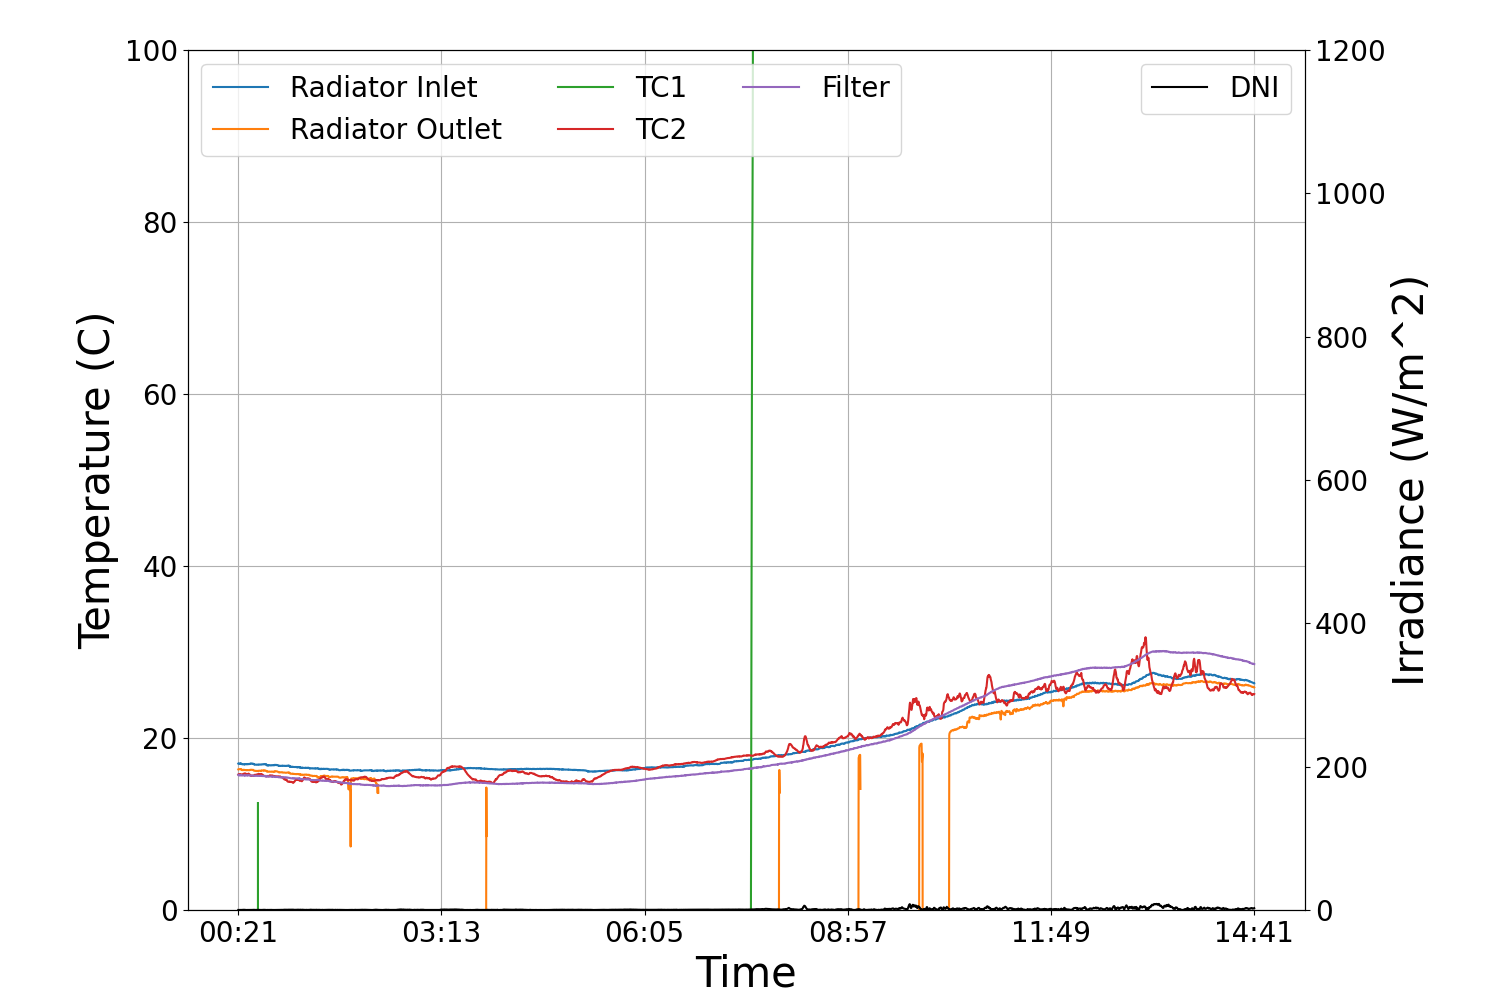 100
80
60
40
20
0
Temperature (C)
Radiator Inlet
Radiator Outlet
TC1
TC2
Filter
DNI
1200
1000
800
600
400
200
0
Irradiance (W/m^2)
00:21 03:13 06:05 08:57 11:49 14:41
Time